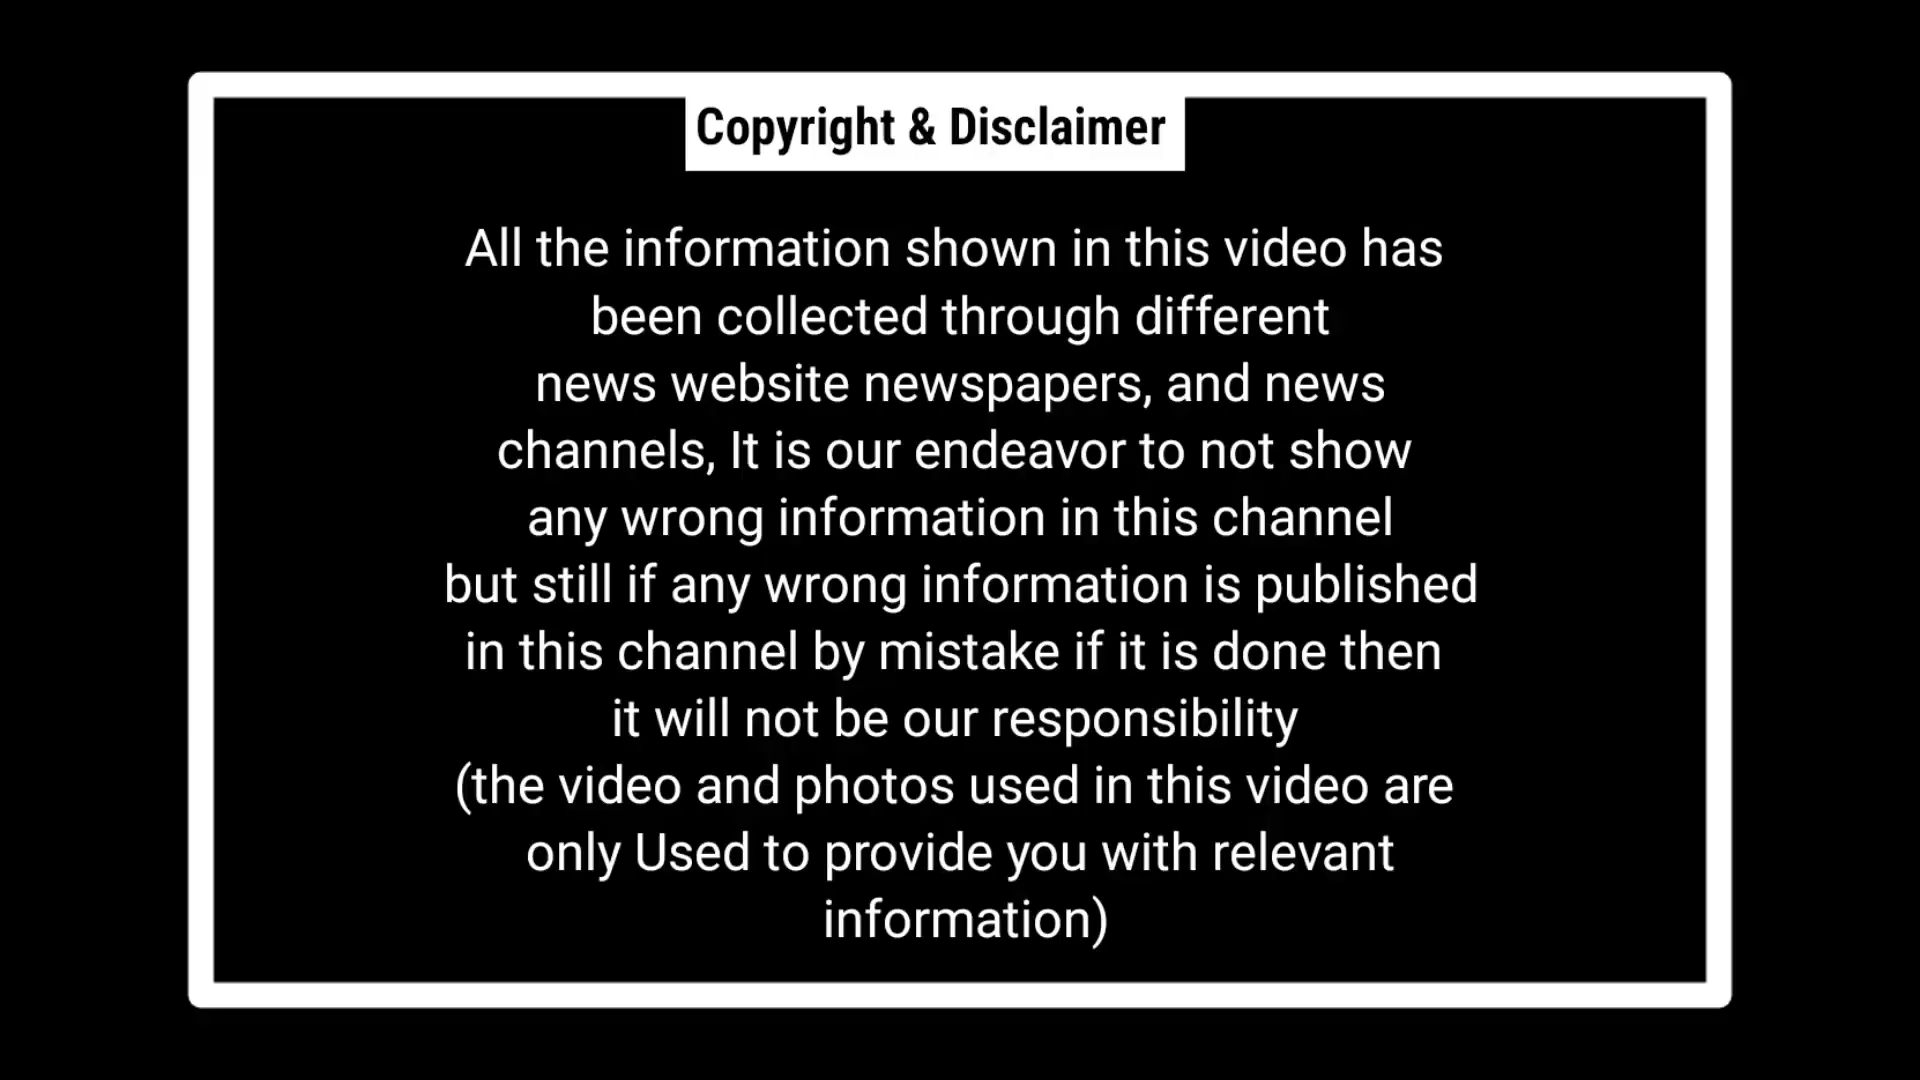 Copyright & Disclaimer
All the information shown in this video has
been collected through different
news website newspapers, and news
channels, It is our endeavor to not show
any wrong information in this channel
but still if any wrong information is published
in this channel by mistake if it is done then
it will not be our responsibility
(the video and photos used in this video are
only Used to provide you with relevant
information)